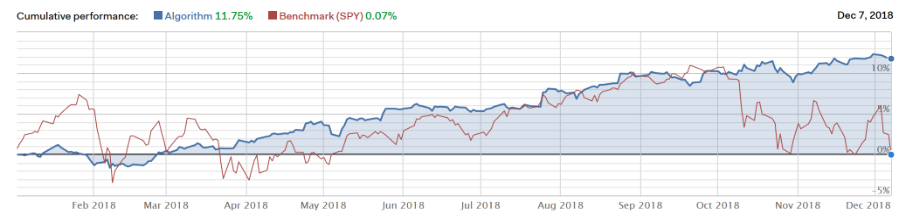 Cumulative performance: Algorithm 11.75% Benchmark (SPY) 0.07% Dec 7, 2018
10%
5%
0%
-5%
Feb 2018 Mar 2018 Apr 2018 May 2018 Jun 2018 Jul 2018 Aug 2018 Sep 2018 Oct 2018 Nov 2018 Dec 2018